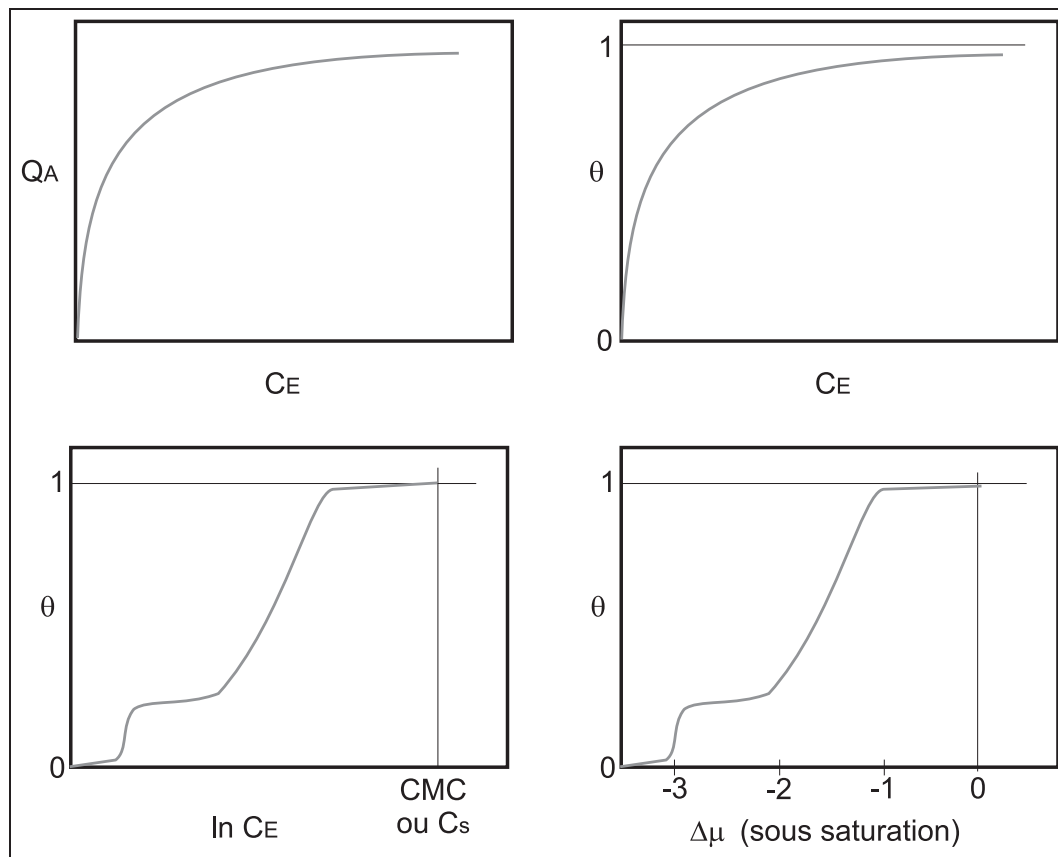 QA
CE
1
θ
0
CE
1
θ
0
ln CE
CMC
ou Cs
1
θ
-3 -2 -1 0
Δμ (sous saturation)